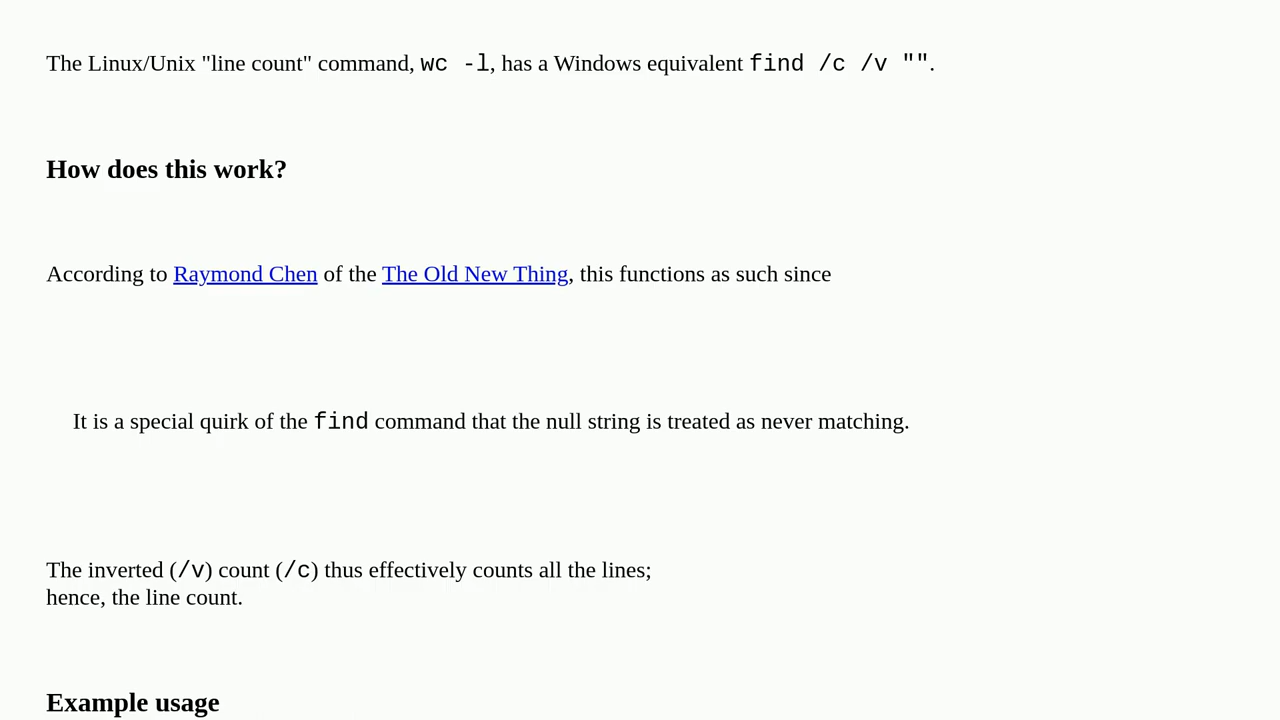 The Linux/Unix "line count" command, wc -l, has a Windows equivalent find /c /v "".
How does this work?
According to Raymond Chen of the The Old New Thing, this functions as such since
It is a special quirk of the find command that the null string is treated as never matching.
The inverted (/v) count (/c) thus effectively counts all the lines;
hence, the line count.
Example usage